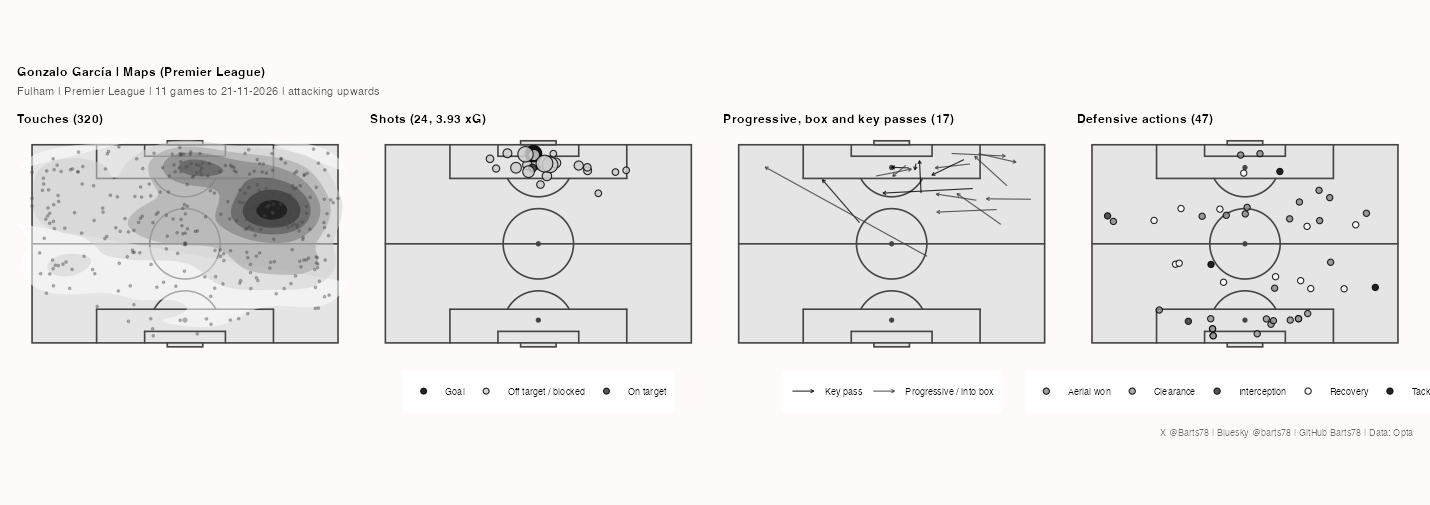 Gonzalo García | Maps (Premier League)
Fulham | Premier League | 11 games to 21-11-2026 | attacking upwards
Touches (320)
Shots (24, 3.93 xG)
Progressive, box and key passes (17)
Defensive actions (47)
Goal
Off target / blocked
On target
Key pass
Progressive / into box
Aerial won
Clearance
Interception
Recovery
Tack
X @Barts78 | Bluesky @barts78 | GitHub Barts78 | Data: Opta